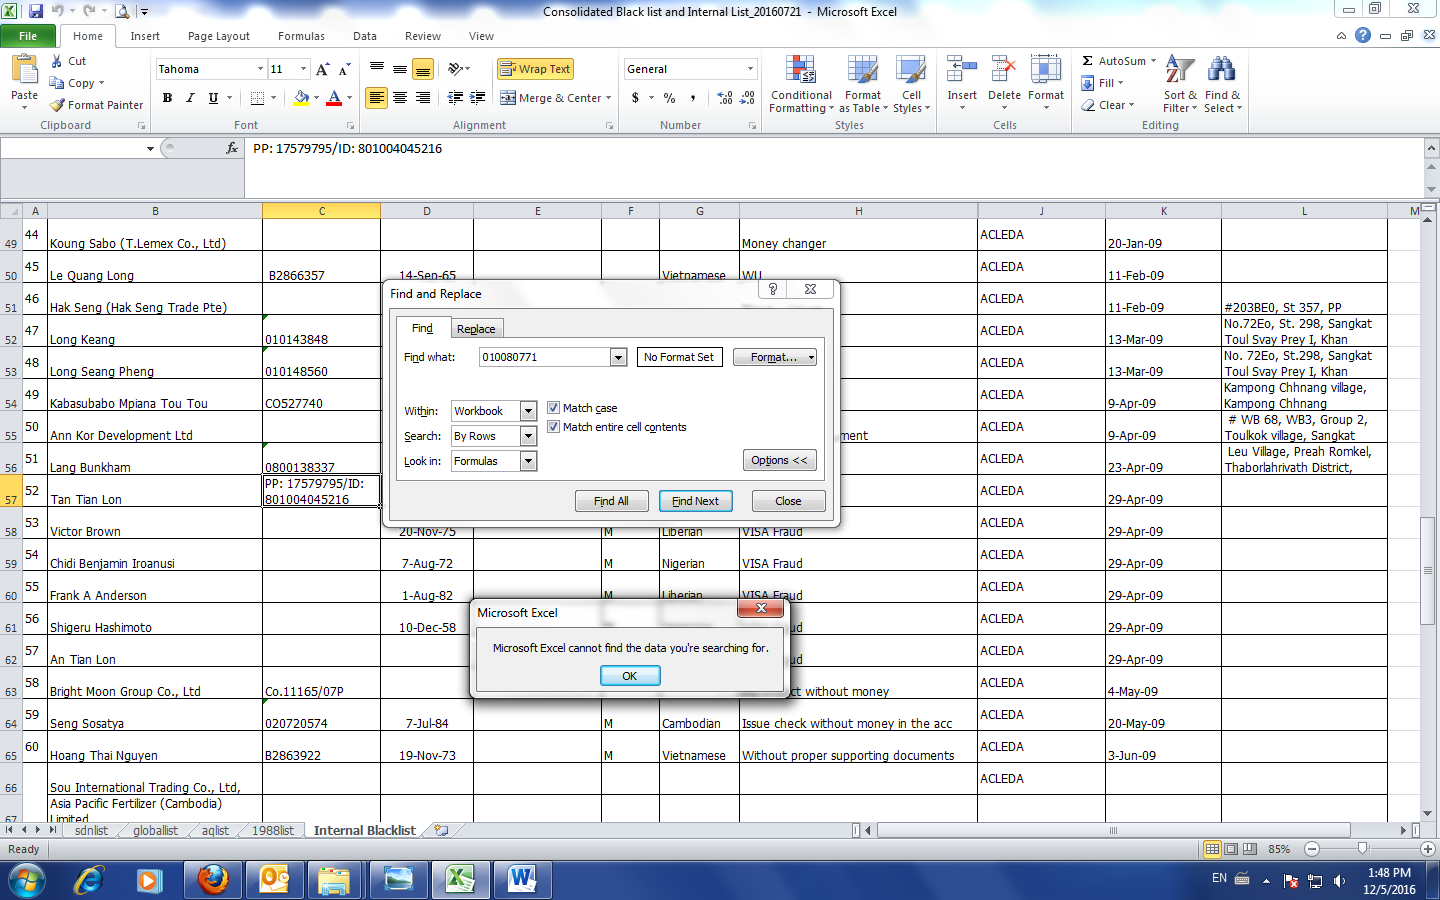 Consolidated Black list and Internal List_20160721 - Microsoft Excel
File Home Insert Page Layout Formulas Data Review View
Paste Cut Copy Format Painter Clipboard
Tahoma 11 B I U A Font
Wrap Text Merge & Center Alignment
General $ % , Number
Conditional Formatting Format as Table Cell Styles Styles
Insert Delete Format Cells
AutoSum Fill Clear Sort & Filter Find & Select Editing
fx PP: 17579795/ID: 801004045216
A B C D E F G H J K L M
49 44 Koung Sabo (T.Lemex Co., Ltd) Money changer ACLEDA 20-Jan-09
50 45 Le Quang Long B2866357 14-Sep-65 Vietnamese WU ACLEDA 11-Feb-09
51 46 Hak Seng (Hak Seng Trade Pte) ACLEDA 11-Feb-09 #203BE0, St 357, PP
52 47 Long Keang 010143848 ACLEDA 13-Mar-09 No.72Eo, St. 298, Sangkat Toul Svay Prey I, Khan
53 48 Long Seang Pheng 010148560 ACLEDA 13-Mar-09 No. 72Eo, St.298, Sangkat Toul Svay Prey I, Khan
54 49 Kabasubabo Mpiana Tou Tou CO527740 ACLEDA 9-Apr-09 Kampong Chhnang village, Kampong Chhnang
55 50 Ann Kor Development Ltd ment ACLEDA 9-Apr-09 # WB 68, WB3, Group 2, Toulkok village, Sangkat
56 51 Lang Bunkham 0800138337 ACLEDA 23-Apr-09 Leu Village, Preah Romkel, Thaborlahrivath District,
57 52 Tan Tian Lon PP: 17579795/ID: 801004045216 ACLEDA 29-Apr-09
58 53 Victor Brown 20-Nov-75 M Liberian VISA Fraud ACLEDA 29-Apr-09
59 54 Chidi Benjamin Iroanusi 7-Aug-72 M Nigerian VISA Fraud ACLEDA 29-Apr-09
60 55 Frank A Anderson 1-Aug-82 M Liberian VISA Fraud ACLEDA 29-Apr-09
61 56 Shigeru Hashimoto 10-Dec-58 ud ACLEDA 29-Apr-09
62 57 An Tian Lon ud ACLEDA 29-Apr-09
63 58 Bright Moon Group Co., Ltd Co.11165/07P ct without money ACLEDA 4-May-09
64 59 Seng Sosatya 020720574 7-Jul-84 M Cambodian Issue check without money in the acc ACLEDA 20-May-09
65 60 Hoang Thai Nguyen B2863922 19-Nov-73 M Vietnamese Without proper supporting documents ACLEDA 3-Jun-09
66 Sou International Trading Co., Ltd, ACLEDA
67 Asia Pacific Fertilizer (Cambodia) Limited
Find and Replace
Find Replace
Find what: 010080771 No Format Set Format...
Within: Workbook Match case
Search: By Rows Match entire cell contents
Look in: Formulas Options <<
Find All Find Next Close
Microsoft Excel
Microsoft Excel cannot find the data you're searching for.
OK
sdnlist globallist aqlist 1988list Internal Blacklist
Ready 85%
EN 1:48 PM
12/5/2016